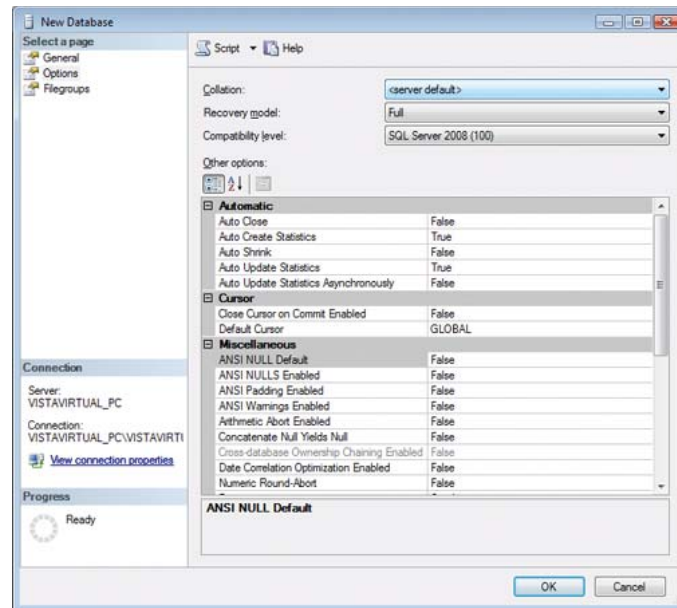 New Database
Select a page
General
Options
Filegroups
Script
Help
Collation: <server default>
Recovery model: Full
Compatibility level: SQL Server 2008 (100)
Other options:
Automatic
Auto Close False
Auto Create Statistics True
Auto Shrink False
Auto Update Statistics True
Auto Update Statistics Asynchronously False
Cursor
Close Cursor on Commit Enabled False
Default Cursor GLOBAL
Miscellaneous
ANSI NULL Default False
ANSI NULLS Enabled False
ANSI Padding Enabled False
ANSI Warnings Enabled False
Arithmetic Abort Enabled False
Concatenate Null Yields Null False
Cross-database Ownership Chaining Enabled False
Date Correlation Optimization Enabled False
Numeric Round-Abort False
ANSI NULL Default
Connection
Server:
VISTAVIRTUAL_PC
Connection:
VISTAVIRTUAL_PC\VISTAVIRTI
View connection properties
Progress
Ready
OK
Cancel